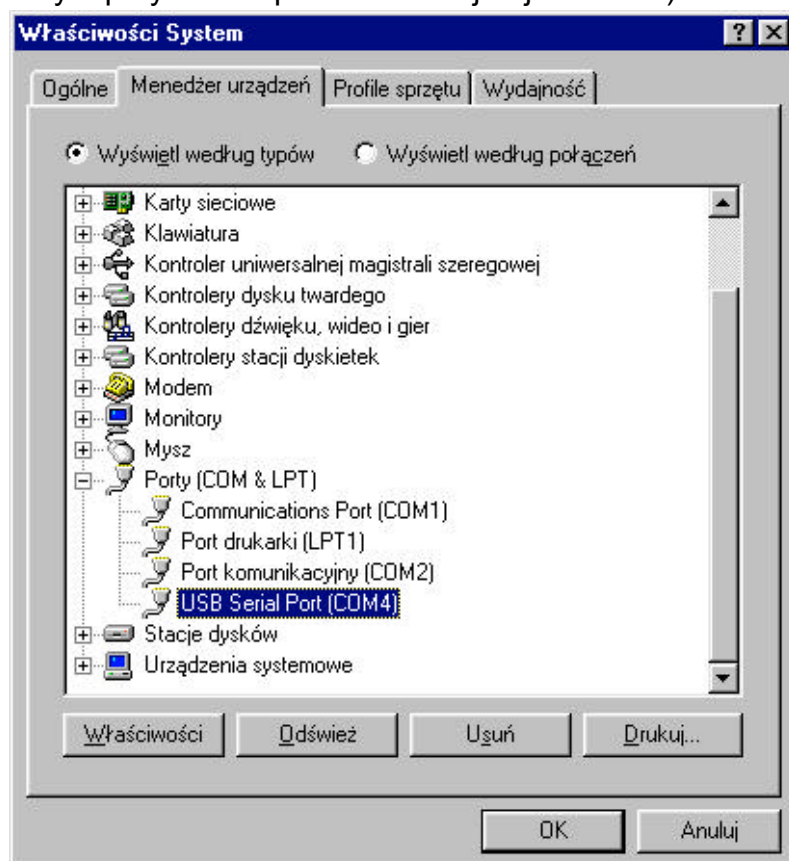 Właściwości System
Ogólne Menedżer urządzeń Profile sprzętu Wydajność
Wyświetl według typów Wyświetl według połączeń
Karty sieciowe
Klawiatura
Kontroler uniwersalnej magistrali szeregowej
Kontrolery dysku twardego
Kontrolery dźwięku, wideo i gier
Kontrolery stacji dyskietek
Modem
Monitory
Mysz
Porty (COM & LPT)
Communications Port (COM1)
Port drukarki (LPT1)
Port komunikacyjny (COM2)
USB Serial Port (COM4)
Stacje dysków
Urządzenia systemowe
Właściwości Odśwież Usuń Drukuj...
OK Anuluj